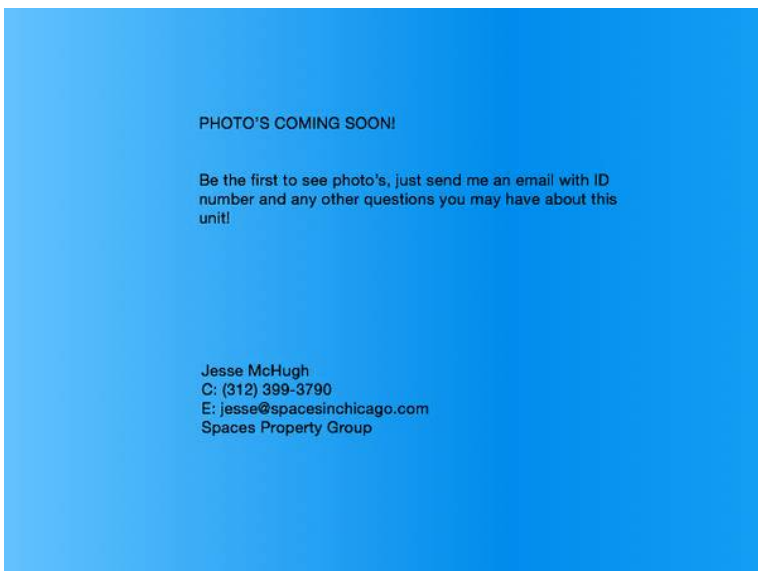 PHOTO'S COMING SOON!
Be the first to see photo's, just send me an email with ID
number and any other questions you may have about this
unit!
Jesse McHugh
C: (312) 399-3790
E: jesse@spacesinchicago.com
Spaces Property Group